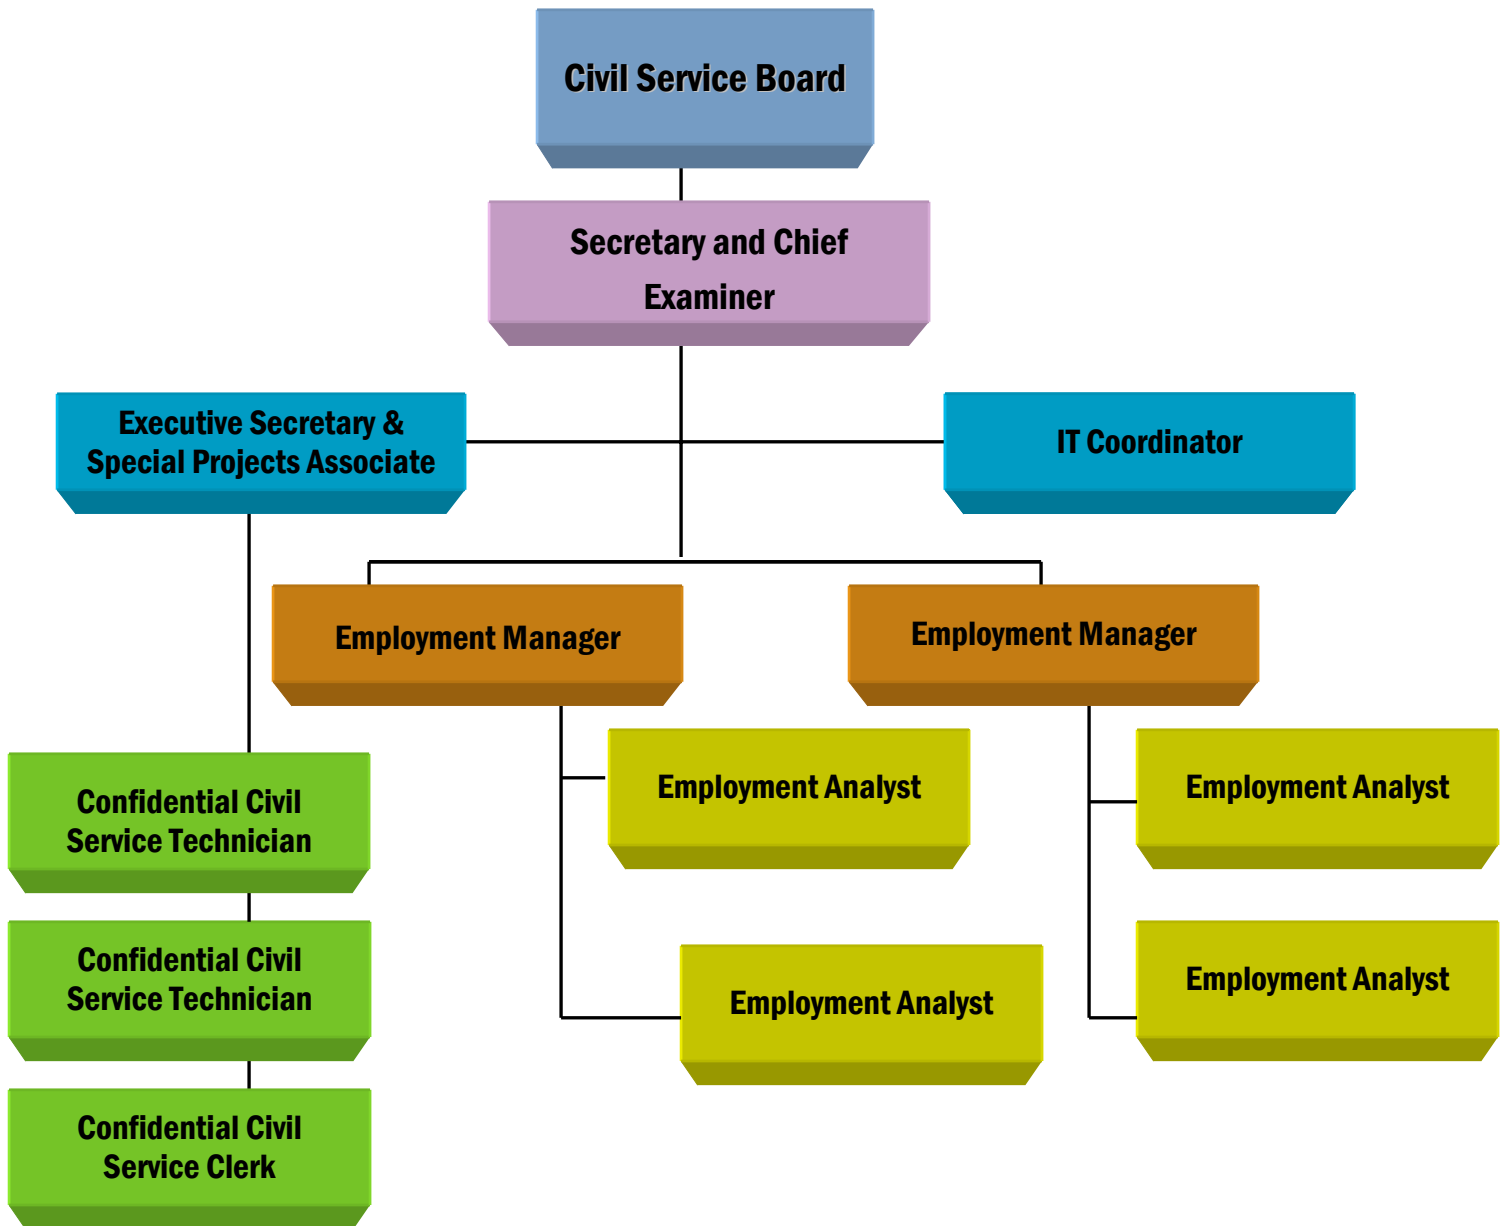 Civil Service Board
Secretary and Chief
Examiner
Executive Secretary &
Special Projects Associate
IT Coordinator
Employment Manager
Employment Manager
Employment Analyst
Employment Analyst
Confidential Civil
Service Technician
Confidential Civil
Service Technician
Employment Analyst
Employment Analyst
Confidential Civil
Service Clerk